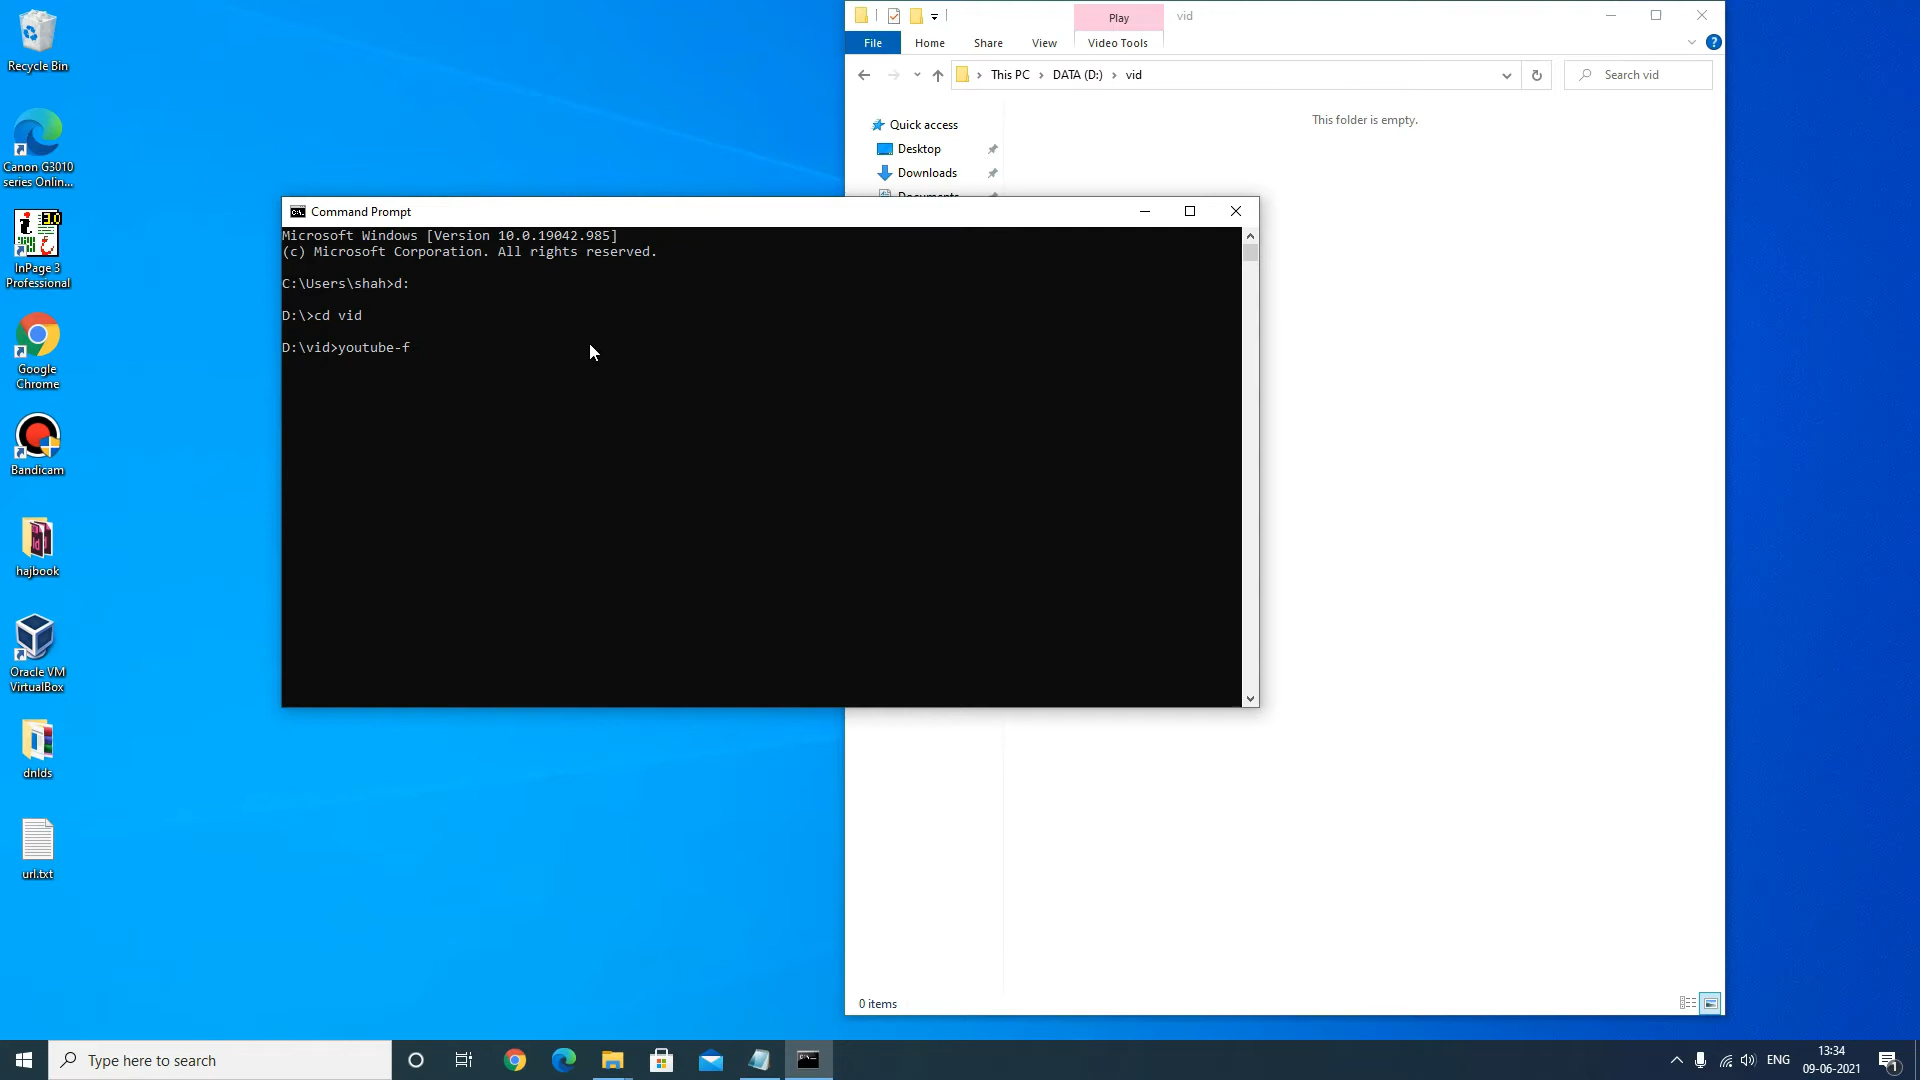 Recycle Bin
Canon G3010
series Onlin...
InPage 3
Professional
Google
Chrome
Bandicam
hajbook
Oracle VM
VirtualBox
dnlds
url.txt
Play
vid
File
Home
Share
View
Video Tools
This PC
DATA (D:)
vid
Search vid
Quick access
Desktop
Downloads
Documents
This folder is empty.
Command Prompt
Microsoft Windows [Version 10.0.19042.985]
(c) Microsoft Corporation. All rights reserved.
C:\Users\shah>d:
D:\>cd vid
D:\vid>youtube-f
0 items
Type here to search
ENG
13:34
09-06-2021
1